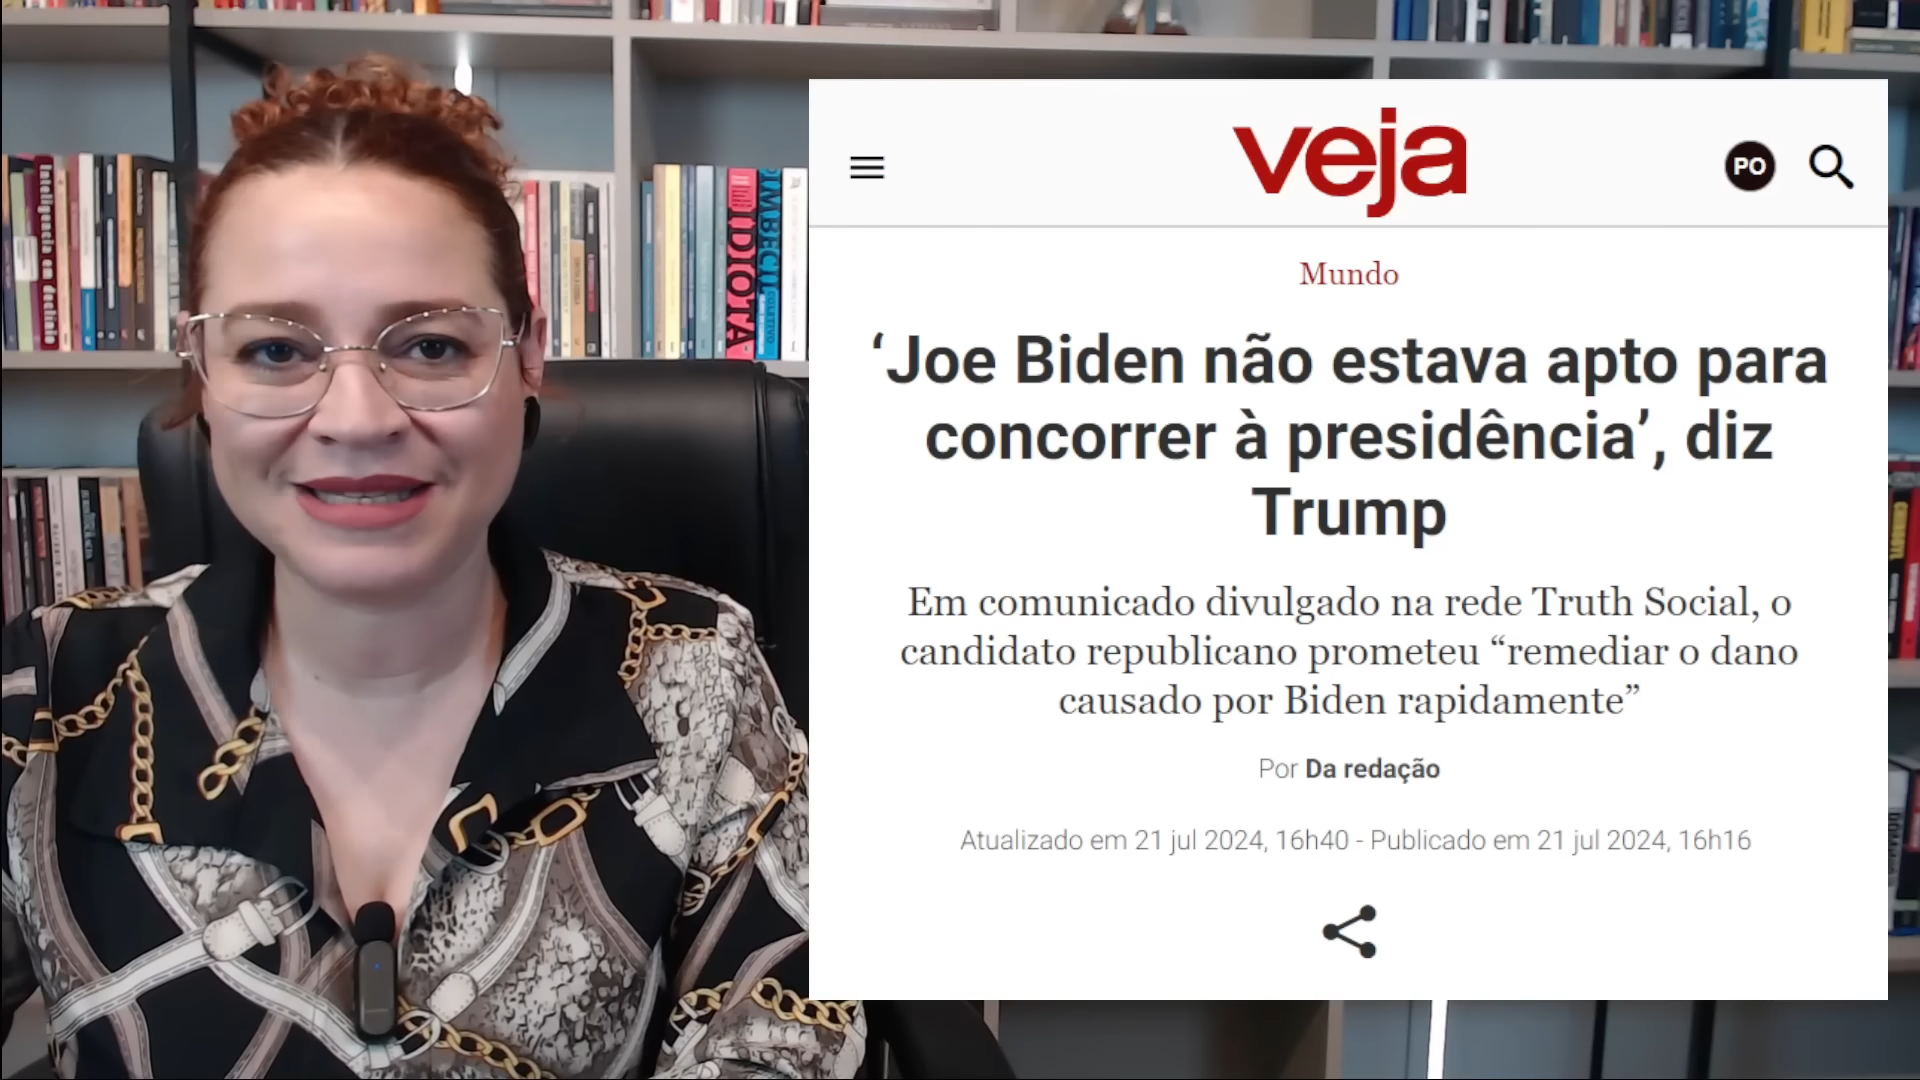 Inteligência em declínio
IDIOTA
IMBECIL
COLETIVO
veja
PO
Mundo
‘Joe Biden não estava apto para
concorrer à presidência’, diz
Trump
Em comunicado divulgado na rede Truth Social, o
candidato republicano prometeu “remediar o dano
causado por Biden rapidamente”
Por Da redação
Atualizado em 21 jul 2024, 16h40 - Publicado em 21 jul 2024, 16h16